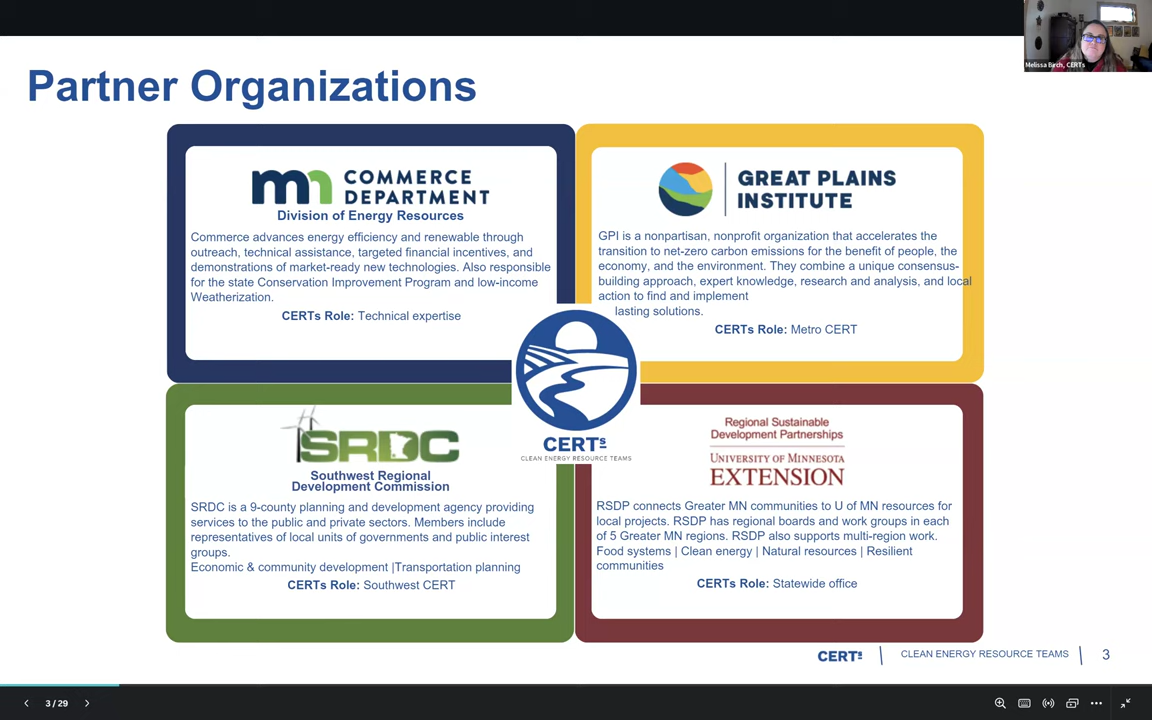 Melissa Birch, CERTs
Partner Organizations
mn COMMERCE
DEPARTMENT
Division of Energy Resources
Commerce advances energy efficiency and renewable through
outreach, technical assistance, targeted financial incentives, and
demonstrations of market-ready new technologies. Also responsible
for the state Conservation Improvement Program and low-income
Weatherization.
CERTs Role: Technical expertise
GREAT PLAINS
INSTITUTE
GPI is a nonpartisan, nonprofit organization that accelerates the
transition to net-zero carbon emissions for the benefit of people, the
economy, and the environment. They combine a unique consensus-
building approach, expert knowledge, research and analysis, and local
action to find and implement
lasting solutions.
CERTs Role: Metro CERT
CERTs
CLEAN ENERGY RESOURCE TEAMS
SRDC
Southwest Regional
Development Commission
SRDC is a 9-county planning and development agency providing
services to the public and private sectors. Members include
representatives of local units of governments and public interest
groups.
Economic & community development |Transportation planning
CERTs Role: Southwest CERT
Regional Sustainable
Development Partnerships
UNIVERSITY OF MINNESOTA
EXTENSION
RSDP connects Greater MN communities to U of MN resources for
local projects. RSDP has regional boards and work groups in each
of 5 Greater MN regions. RSDP also supports multi-region work.
Food systems | Clean energy | Natural resources | Resilient
communities
CERTs Role: Statewide office
CERTs | CLEAN ENERGY RESOURCE TEAMS | 3
3 / 29